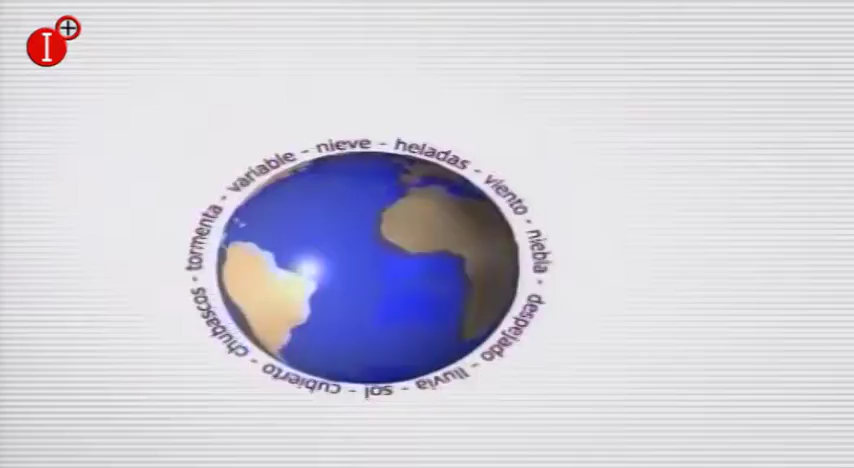 I+
nieve - heladas - viento - niebla - despejado - lluvia - sol - cubierto - chubascos - tormenta - variable -